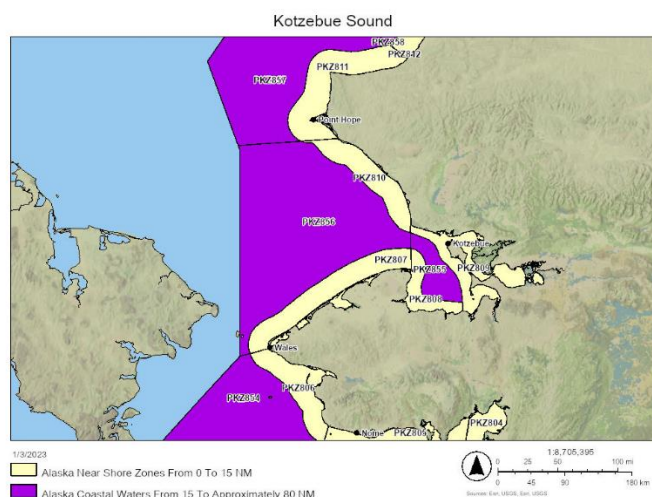 Kotzebue Sound
PKZ858
PKZ842
PKZ811
PKZ857
Point Hope
PKZ810
PKZ856
Kotzebue
PKZ807
PKZ855
PKZ809
PKZ808
Wales
PKZ806
PKZ854
PKZ804
Nome
1/3/2023
1:8,705,395
0 25 50 100 mi
0 45 90 180 km
Alaska Near Shore Zones From 0 To 15 NM
Alaska Coastal Waters From 15 To Approximately 80 NM